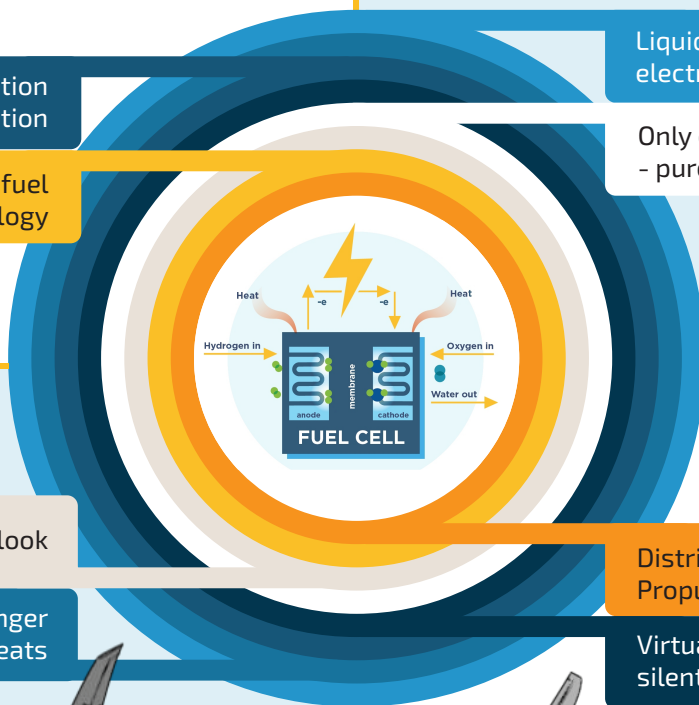 Liqui
electr
tion
tion
Only
- pure
fuel
logy
Heat
-e
-e
Heat
Hydrogen in
Oxygen in
membrane
Water out
anode
cathode
FUEL CELL
look
Distri
Propu
nger
eats
Virtua
silent